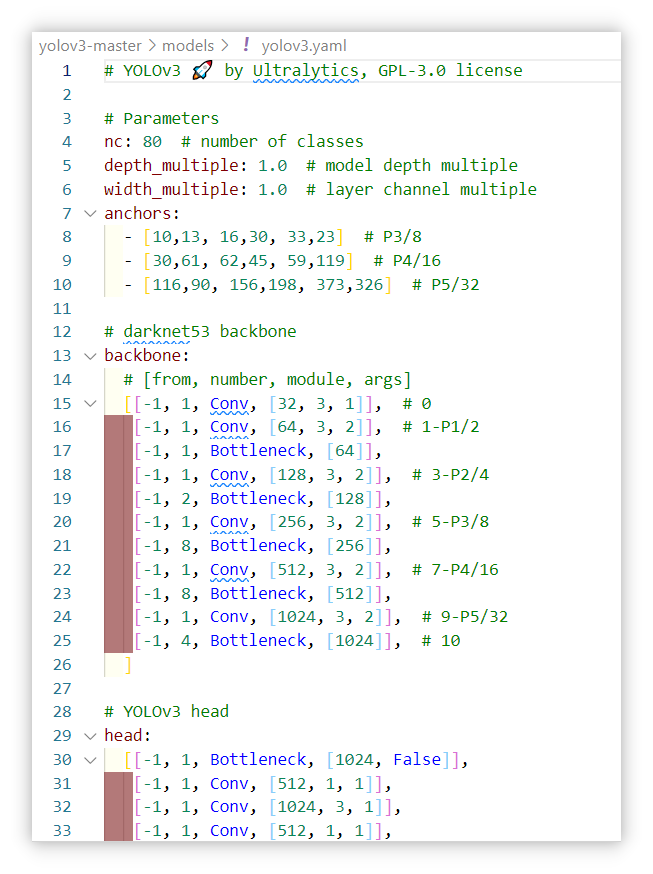 yolov3-master > models > ! yolov3.yaml
1 # YOLOv3 🚀 by Ultralytics, GPL-3.0 license
2
3 # Parameters
4 nc: 80  # number of classes
5 depth_multiple: 1.0  # model depth multiple
6 width_multiple: 1.0  # layer channel multiple
7 anchors:
8   - [10,13, 16,30, 33,23]  # P3/8
9   - [30,61, 62,45, 59,119]  # P4/16
10   - [116,90, 156,198, 373,326]  # P5/32
11
12 # darknet53 backbone
13 backbone:
14   # [from, number, module, args]
15   [[-1, 1, Conv, [32, 3, 1]],  # 0
16    [-1, 1, Conv, [64, 3, 2]],  # 1-P1/2
17    [-1, 1, Bottleneck, [64]],
18    [-1, 1, Conv, [128, 3, 2]],  # 3-P2/4
19    [-1, 2, Bottleneck, [128]],
20    [-1, 1, Conv, [256, 3, 2]],  # 5-P3/8
21    [-1, 8, Bottleneck, [256]],
22    [-1, 1, Conv, [512, 3, 2]],  # 7-P4/16
23    [-1, 8, Bottleneck, [512]],
24    [-1, 1, Conv, [1024, 3, 2]],  # 9-P5/32
25    [-1, 4, Bottleneck, [1024]],  # 10
26   ]
27
28 # YOLOv3 head
29 head:
30   [[-1, 1, Bottleneck, [1024, False]],
31    [-1, 1, Conv, [512, 1, 1]],
32    [-1, 1, Conv, [1024, 3, 1]],
33    [-1, 1, Conv, [512, 1, 1]],